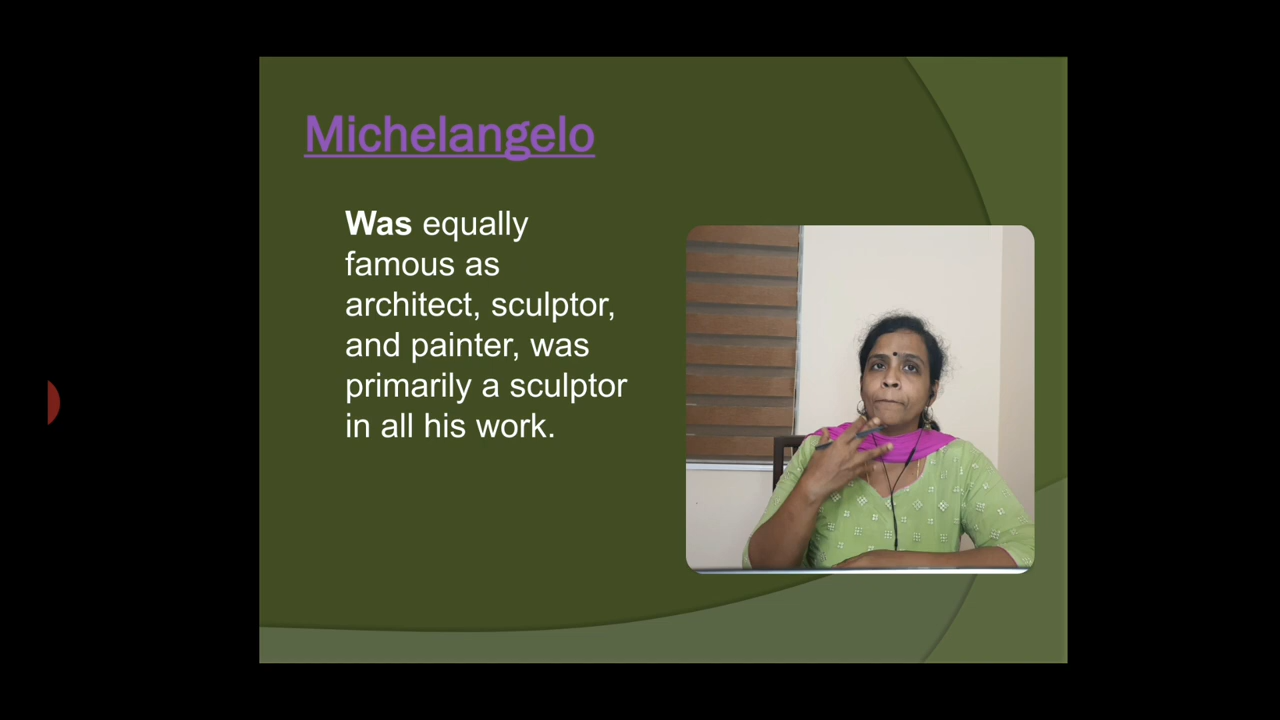 Michelangelo
Was equally
famous as
architect, sculptor,
and painter, was
primarily a sculptor
in all his work.